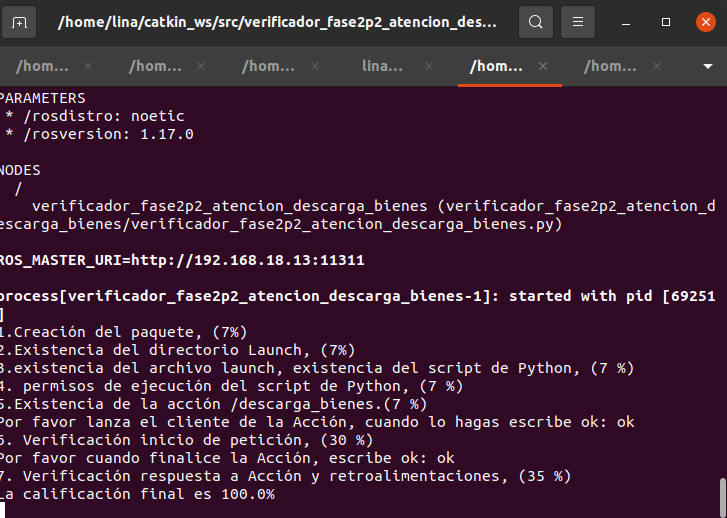 /home/lina/catkin_ws/src/verificador_fase2p2_atencion_des...
/hom...
/hom...
/hom...
lina...
/hom...
/hom...
PARAMETERS
* /rosdistro: noetic
* /rosversion: 1.17.0
NODES
/
verificador_fase2p2_atencion_descarga_bienes (verificador_fase2p2_atencion_d
escarga_bienes/verificador_fase2p2_atencion_descarga_bienes.py)
ROS_MASTER_URI=http://192.168.18.13:11311
process[verificador_fase2p2_atencion_descarga_bienes-1]: started with pid [69251
]
1.Creación del paquete, (7%)
2.Existencia del directorio Launch, (7%)
3.existencia del archivo launch, existencia del script de Python, (7 %)
4. permisos de ejecución del script de Python, (7 %)
5.Existencia de la acción /descarga_bienes.(7 %)
Por favor lanza el cliente de la Acción, cuando lo hagas escribe ok: ok
6. Verificación inicio de petición, (30 %)
Por favor cuando finalice la Acción, escribe ok: ok
7. Verificación respuesta a Acción y retroalimentaciones, (35 %)
La calificación final es 100.0%